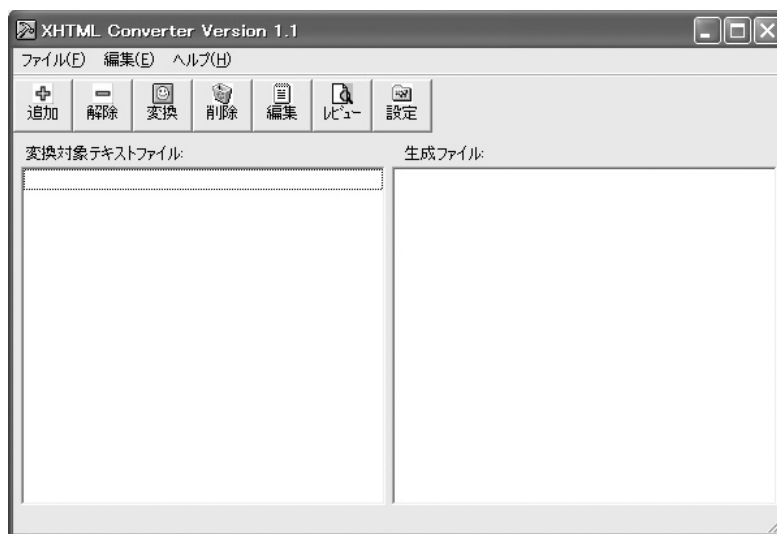 XHTML Converter Version 1.1
ファイル(F) 編集(E) ヘルプ(H)
追加 解除 変換 削除 編集 レビュー 設定
変換対象テキストファイル: 生成ファイル: